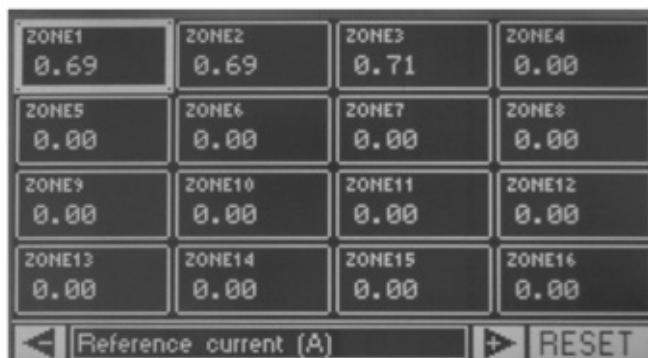 ZONE1 ZONE2 ZONE3 ZONE4
0.69 0.69 0.71 0.00
ZONE5 ZONE6 ZONE7 ZONE8
0.00 0.00 0.00 0.00
ZONE9 ZONE10 ZONE11 ZONE12
0.00 0.00 0.00 0.00
ZONE13 ZONE14 ZONE15 ZONE16
0.00 0.00 0.00 0.00
- Reference current (A) + RESET